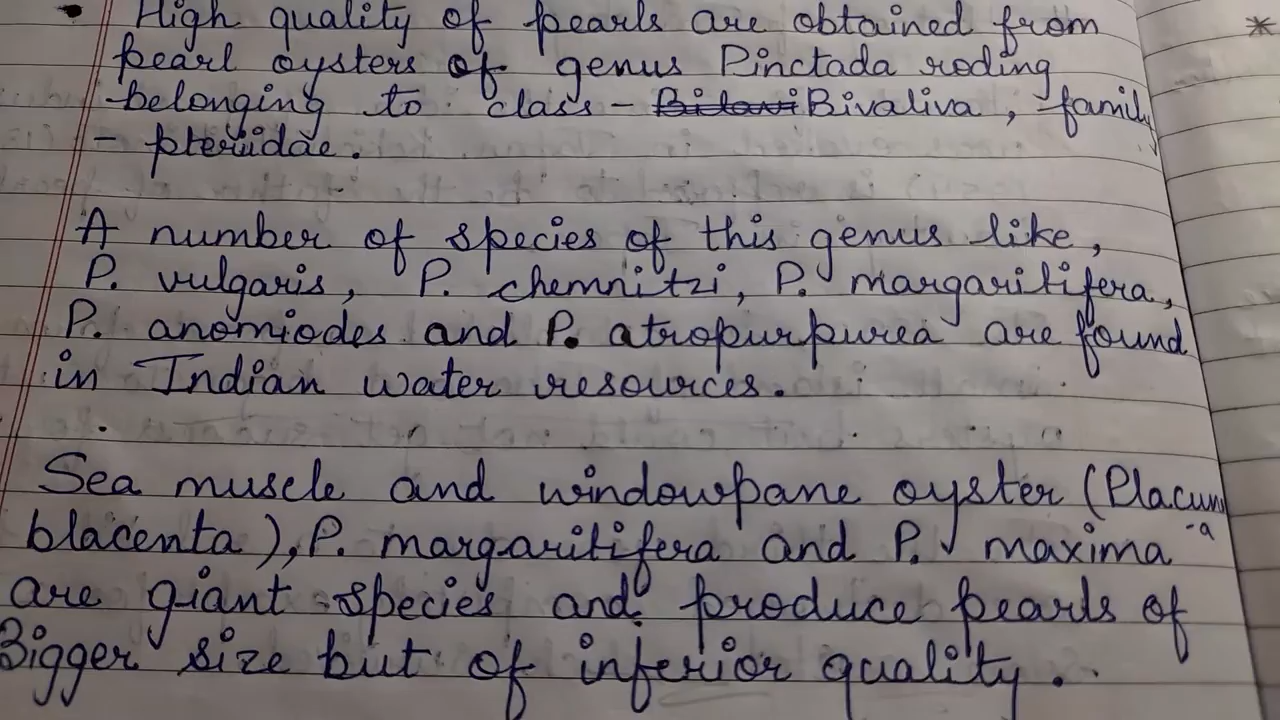 • High quality of pearls are obtained from
pearl oysters of genus Pinctada roding
belonging to class - Bivaliva, family
- pteriidae.
A number of species of this genus like,
P. vulgaris, P. chemnitzi, P. margaritifera,
P. anomiodes and P. atropurpurea are found
in Indian water resources.
Sea muscle and windowpane oyster (Placun
-a
blacenta), P. margaritifera and P. maxima
are giant species and produce pearls of
Bigger size but of inferior quality.
*